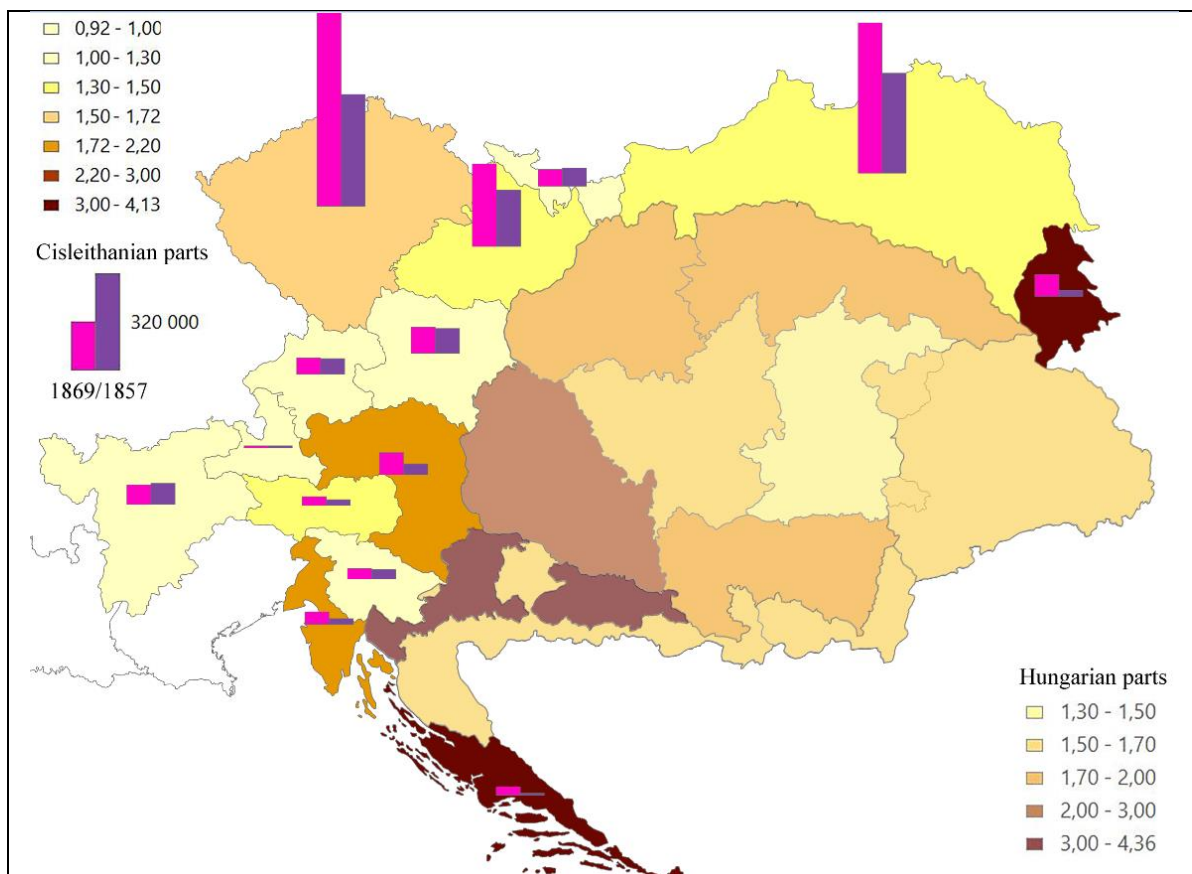 0,92 - 1,00
1,00 - 1,30
1,30 - 1,50
1,50 - 1,72
1,72 - 2,20
2,20 - 3,00
3,00 - 4,13
Cisleithanian parts
320 000
1869/1857
Hungarian parts
1,30 - 1,50
1,50 - 1,70
1,70 - 2,00
2,00 - 3,00
3,00 - 4,36